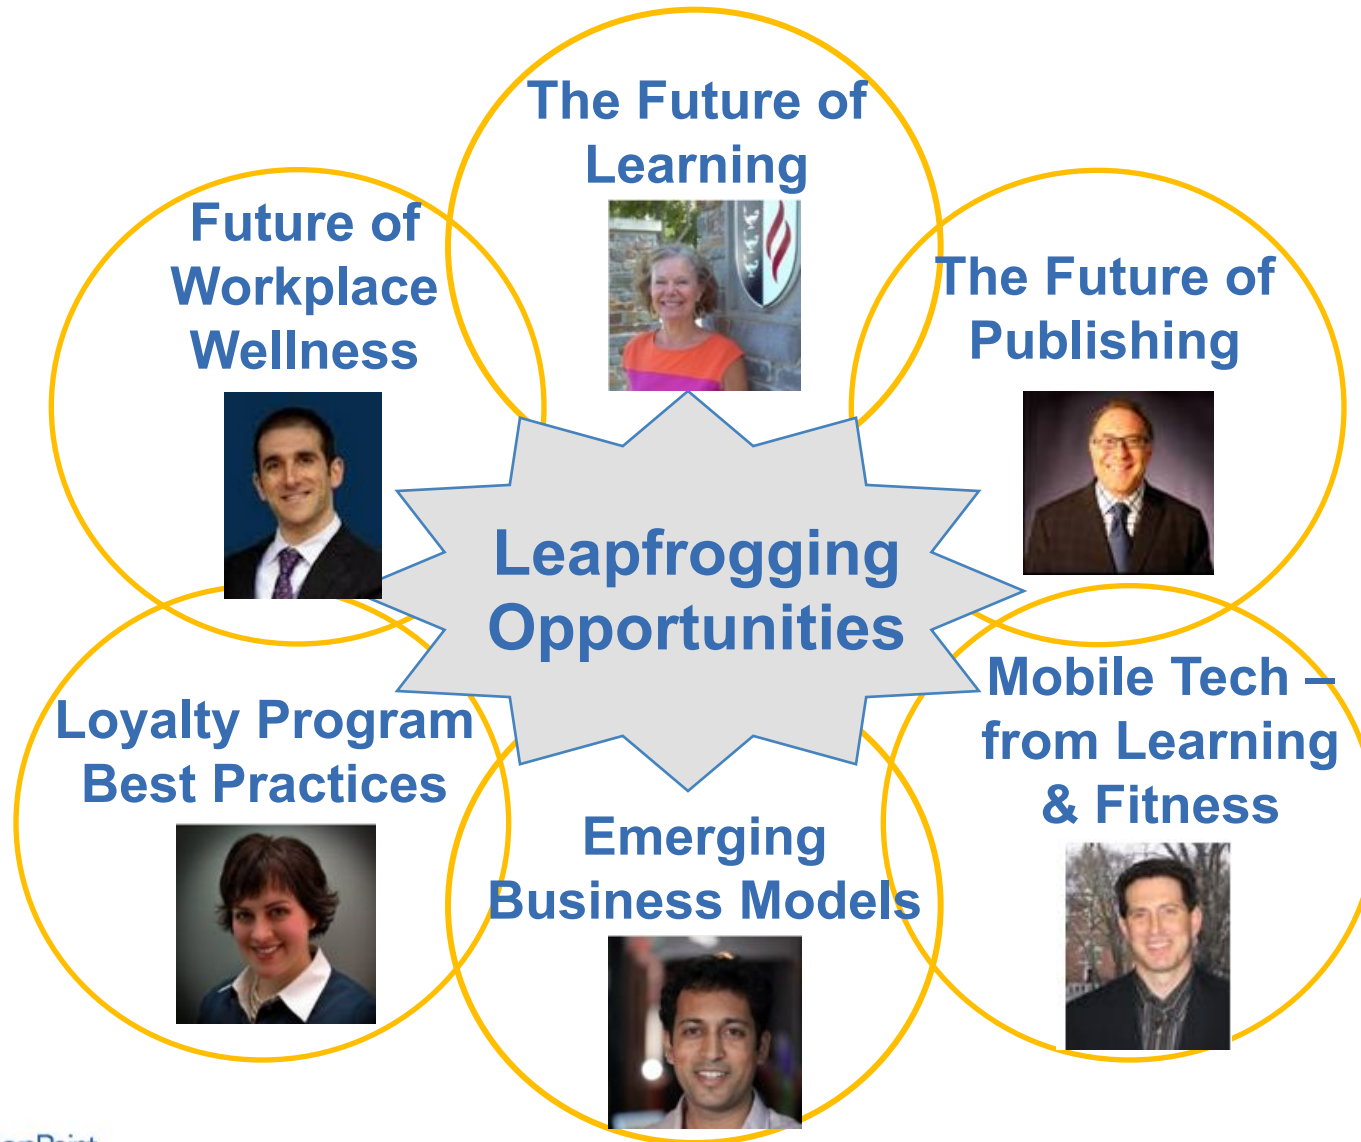 The Future of
Learning
Future of
Workplace
Wellness
The Future of
Publishing
Leapfrogging
Opportunities
Mobile Tech –
from Learning
& Fitness
Loyalty Program
Best Practices
Emerging
Business Models